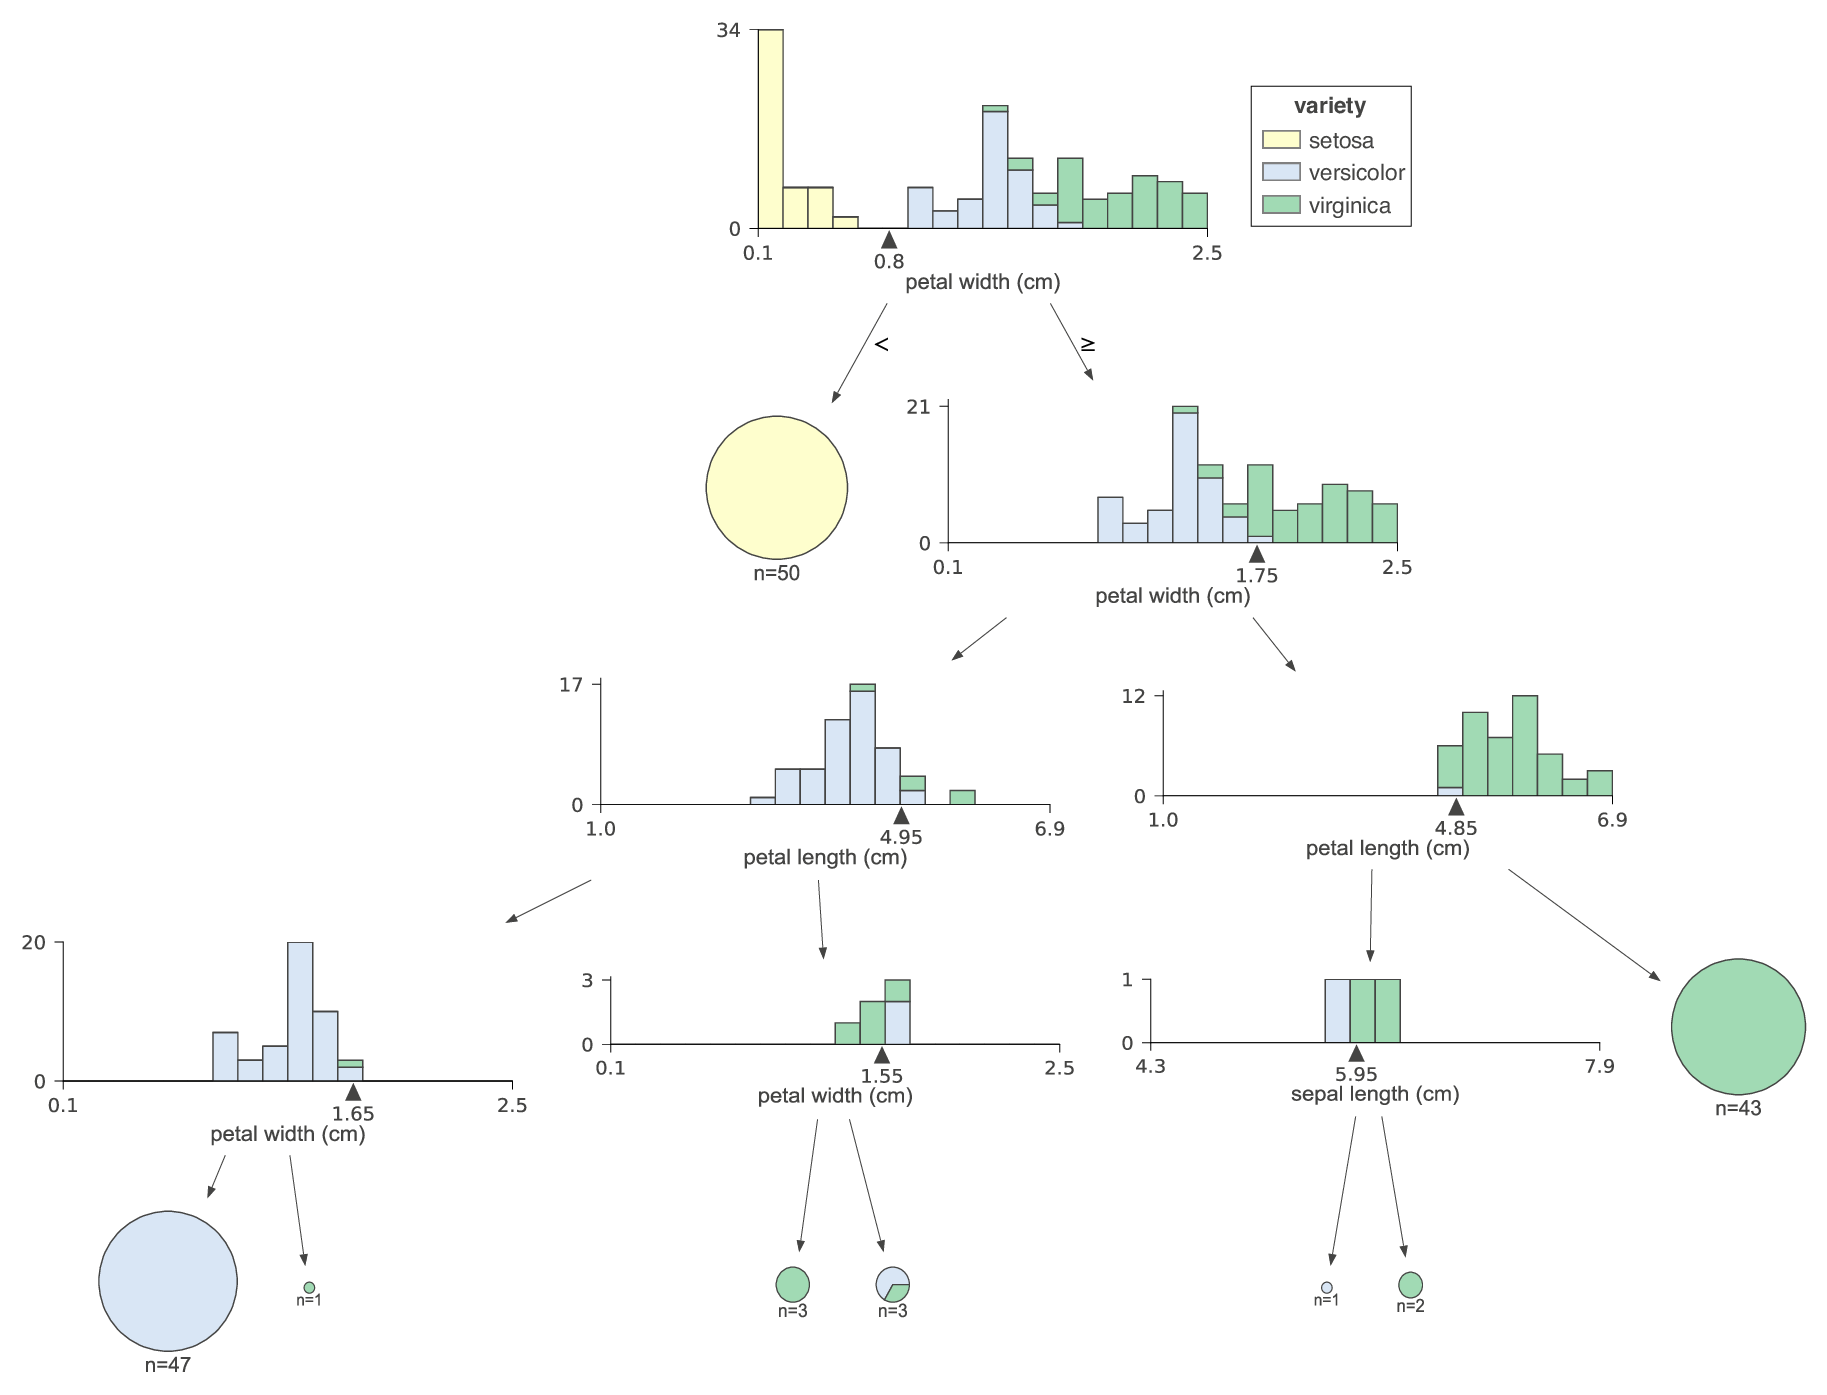 34
0
0.1
0.8
2.5
petal width (cm)
variety
setosa
versicolor
virginica
<
≥
n=50
21
0
0.1
1.75
2.5
petal width (cm)
17
0
1.0
4.95
6.9
petal length (cm)
12
0
1.0
4.85
6.9
petal length (cm)
20
0
0.1
1.65
2.5
petal width (cm)
3
0
0.1
1.55
2.5
petal width (cm)
1
0
4.3
5.95
7.9
sepal length (cm)
n=43
n=47
n=1
n=3
n=3
n=1
n=2